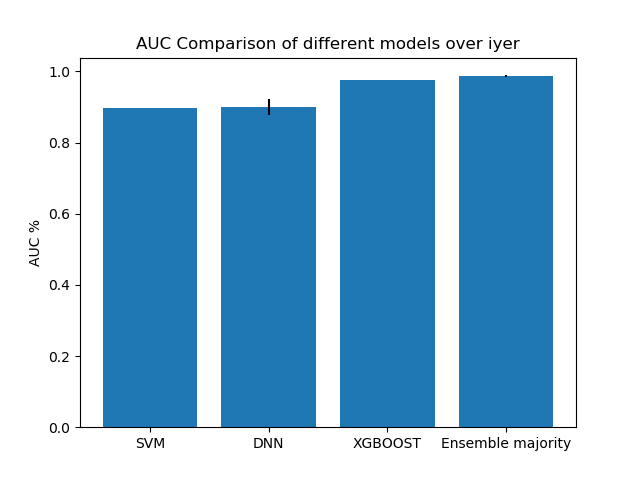 AUC Comparison of different models over iyer
1.0
0.8
0.6
0.4
0.2
0.0
AUC %
SVM DNN XGBOOST Ensemble majority